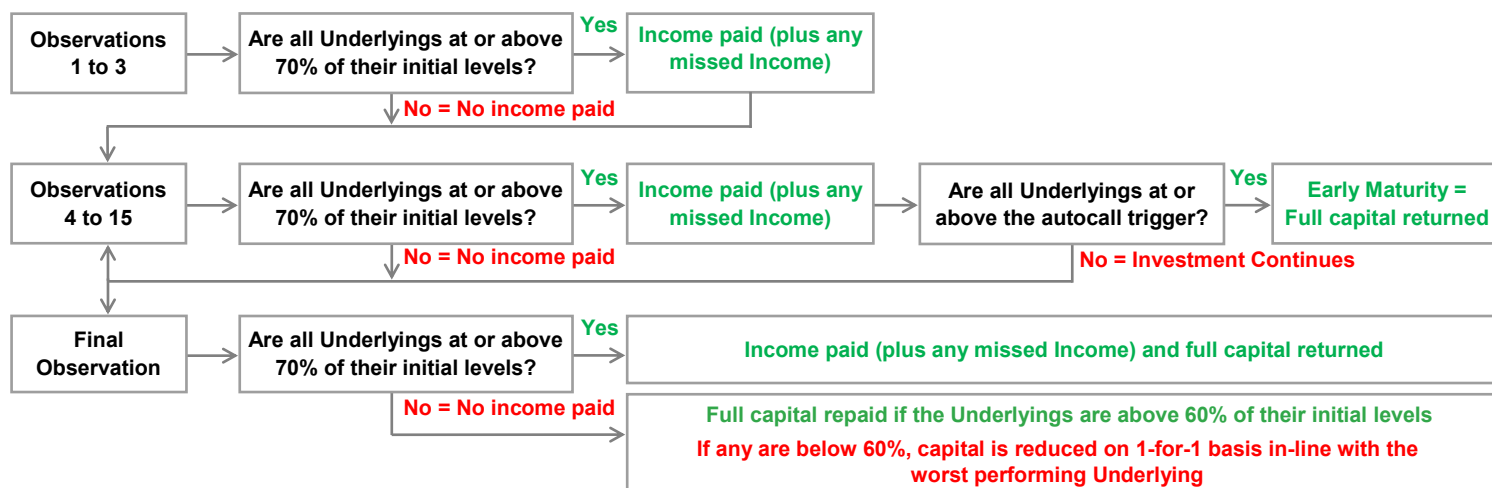 Observations
1 to 3
Are all Underlyings at or above
70% of their initial levels?
Yes
Income paid (plus any
missed Income)
No = No income paid
Observations
4 to 15
Are all Underlyings at or above
70% of their initial levels?
Yes
Income paid (plus any
missed Income)
Are all Underlyings at or
above the autocall trigger?
Yes
Early Maturity =
Full capital returned
No = No income paid
No = Investment Continues
Final
Observation
Are all Underlyings at or above
70% of their initial levels?
Yes
Income paid (plus any missed Income) and full capital returned
No = No income paid
Full capital repaid if the Underlyings are above 60% of their initial levels
If any are below 60%, capital is reduced on 1-for-1 basis in-line with the
worst performing Underlying